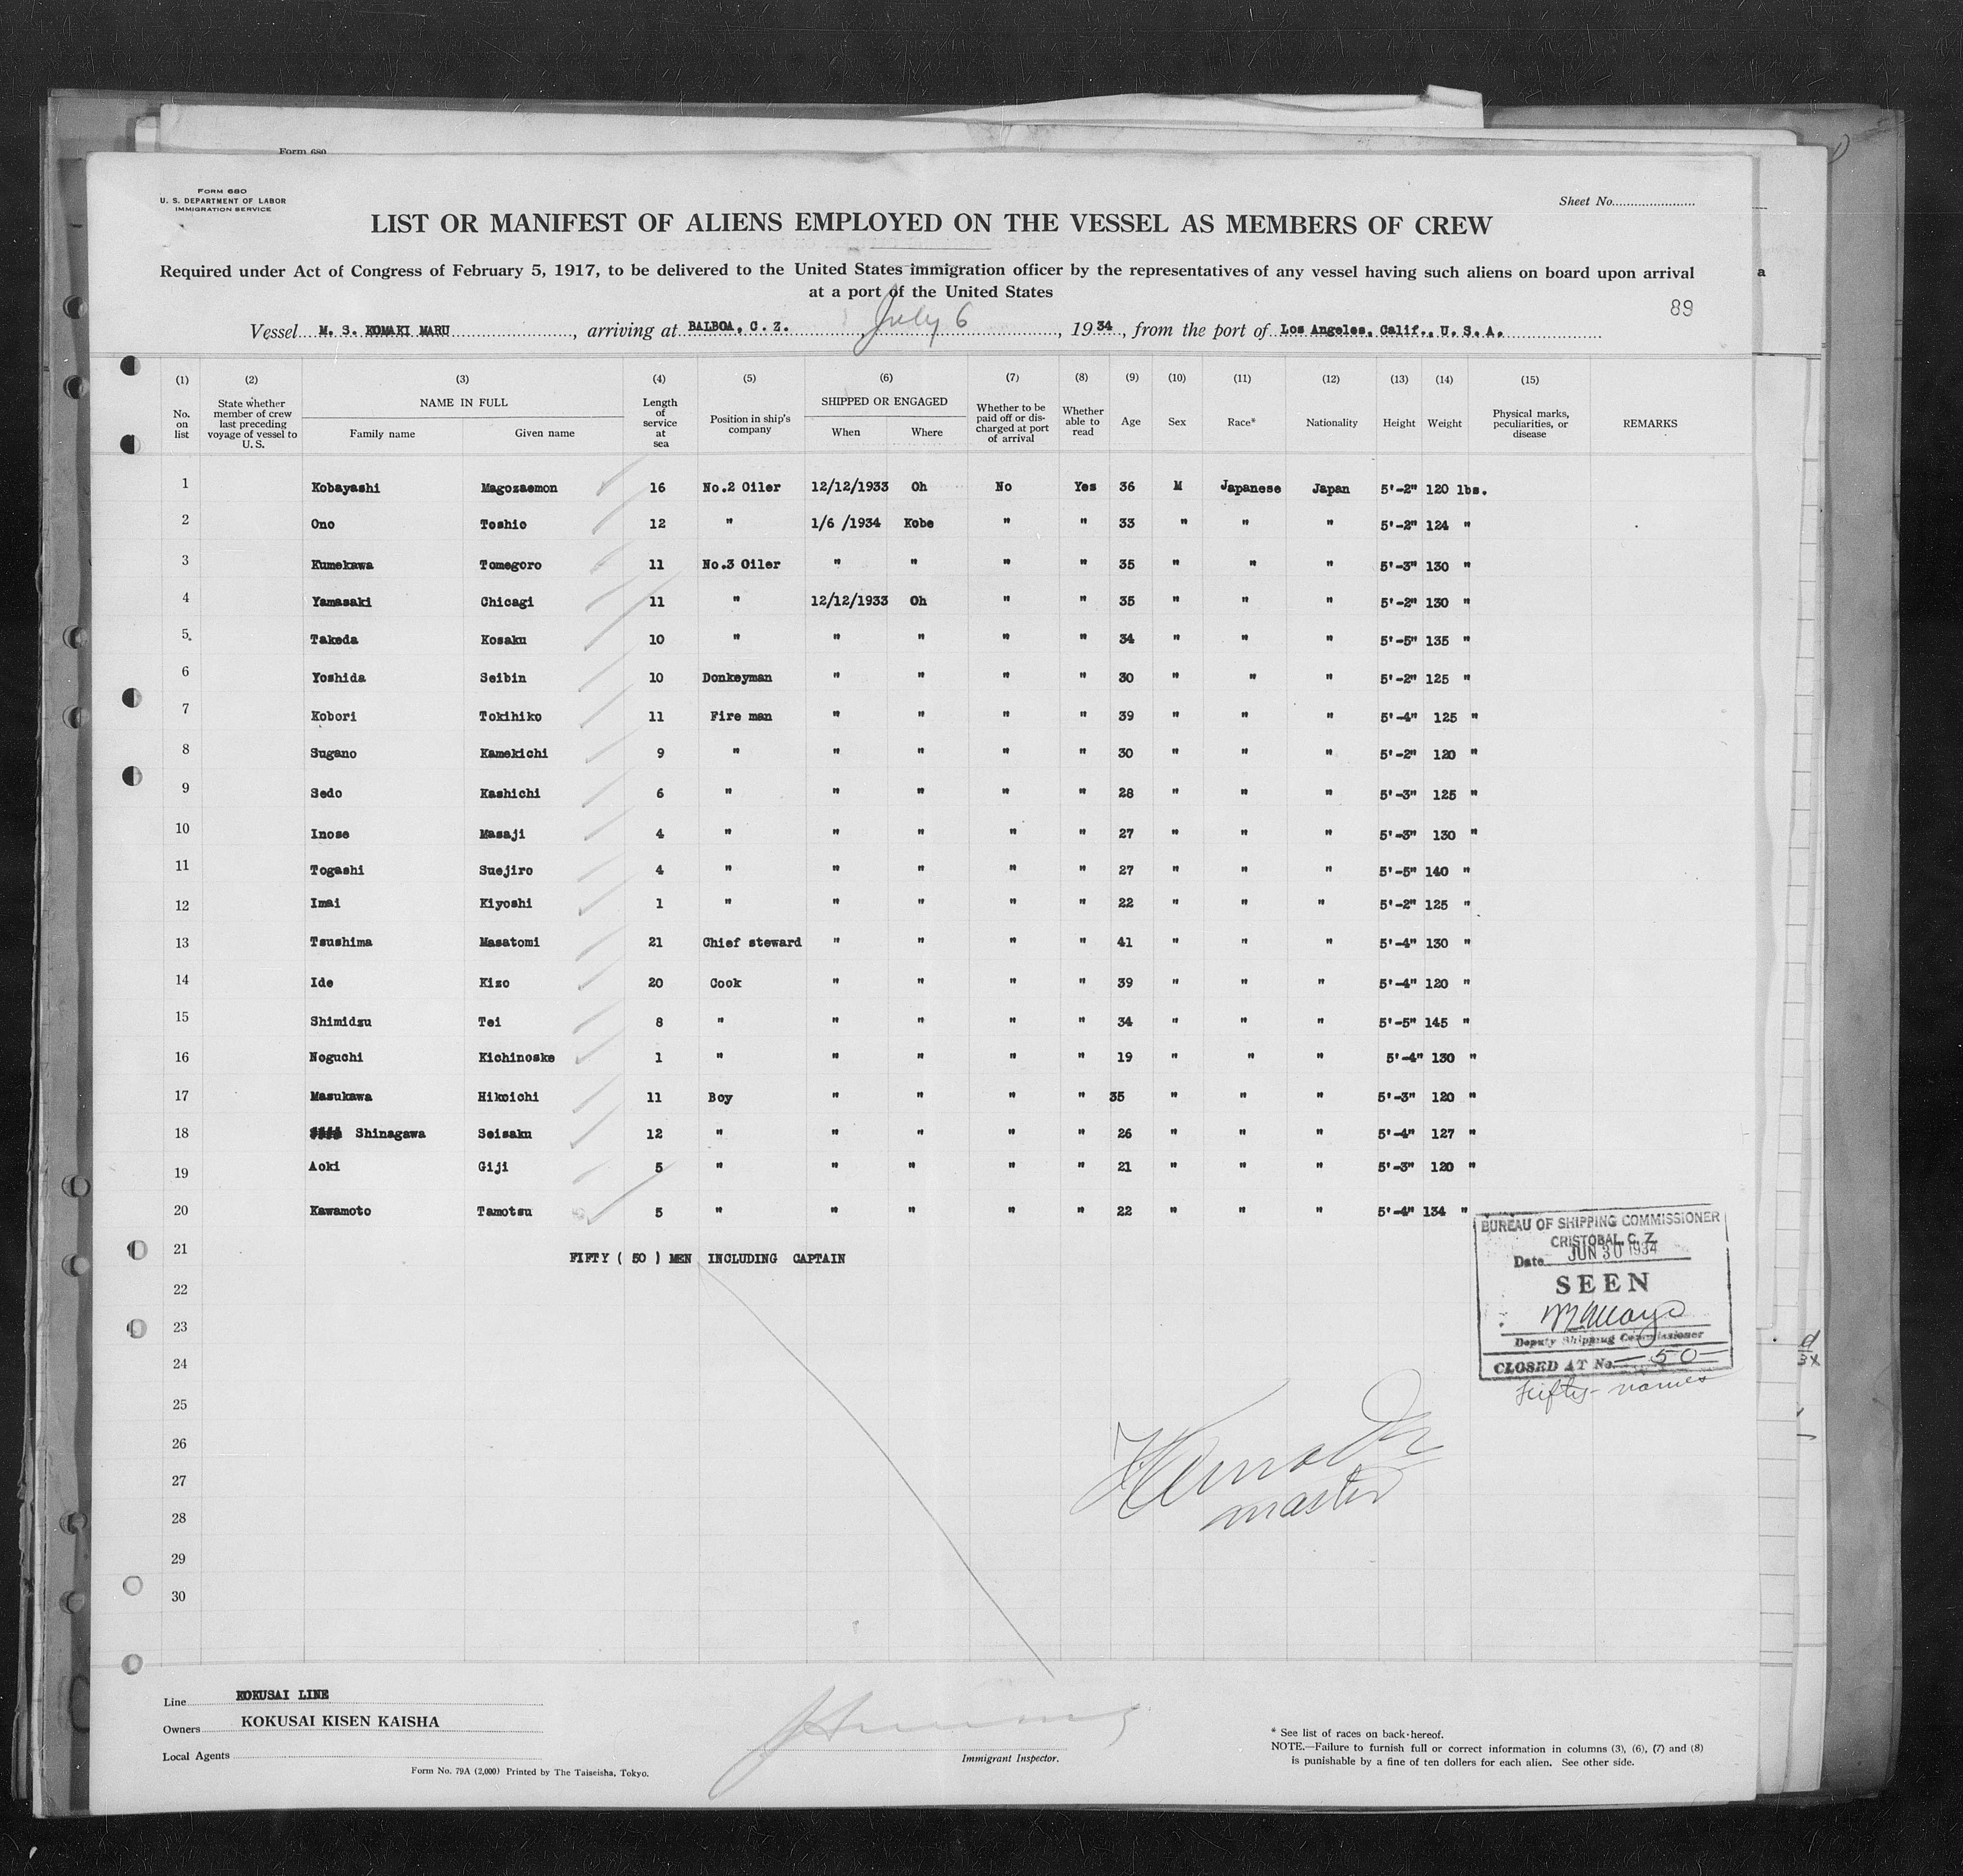 Form 680
FORM 680
U. S. DEPARTMENT OF LABOR
IMMIGRATION SERVICE
Sheet No.
LIST OR MANIFEST OF ALIENS EMPLOYED ON THE VESSEL AS MEMBERS OF CREW
Required under Act of Congress of February 5, 1917, to be delivered to the United States immigration officer by the representatives of any vessel having such aliens on board upon arrival
at a port of the United States
89
Vessel M. S. KOMAKI MARU, arriving at BALBOA, C. Z. July 6, 1934, from the port of Los Angeles, Calif., U. S. A.
(1) (2) (3) (4) (5) (6) (7) (8) (9) (10) (11) (12) (13) (14) (15)
No. on list State whether member of crew last preceding voyage of vessel to U. S. NAME IN FULL Family name Given name Length of service at sea Position in ship's company SHIPPED OR ENGAGED When Where Whether to be paid off or discharged at port of arrival Whether able to read Age Sex Race* Nationality Height Weight Physical marks, peculiarities, or disease REMARKS
1 Kobayashi Magozaemon 16 No.2 Oiler 12/12/1933 Oh No Yes 36 M Japanese Japan 5'-2" 120 lbs.
2 Ono Toshio 12 " 1/6 /1934 Kobe " " 33 " " " 5'-2" 124 "
3 Kumekawa Tomegoro 11 No.3 Oiler " " " " 35 " " " 5'-3" 130 "
4 Yamasaki Chicagi 11 " 12/12/1933 Oh " " 35 " " " 5'-2" 130 "
5 Takeda Kosaku 10 " " " " " 34 " " " 5'-5" 135 "
6 Yoshida Seibin 10 Donkeyman " " " " 30 " " " 5'-2" 125 "
7 Kobori Tokihiko 11 Fire man " " " " 39 " " " 5'-4" 125 "
8 Sugano Kamekichi 9 " " " " " 30 " " " 5'-2" 120 "
9 Sedo Kashichi 6 " " " " " 28 " " " 5'-3" 125 "
10 Inose Masaji 4 " " " " " 27 " " " 5'-3" 130 "
11 Togashi Suejiro 4 " " " " " 27 " " " 5'-5" 140 "
12 Imai Kiyoshi 1 " " " " " 22 " " " 5'-2" 125 "
13 Tsushima Masatomi 21 Chief steward " " " " 41 " " " 5'-4" 130 "
14 Ide Kizo 20 Cook " " " " 39 " " " 5'-4" 120 "
15 Shimidzu Tei 8 " " " " " 34 " " " 5'-5" 145 "
16 Noguchi Kichinoske 1 " " " " " 19 " " " 5'-4" 130 "
17 Masukawa Hikoichi 11 Boy " " " " 35 " " " 5'-3" 120 "
18 Shinagawa Seisaku 12 " " " " " 26 " " " 5'-4" 127 "
19 Aoki Giji 5 " " " " " 21 " " " 5'-3" 120 "
20 Kawamoto Tamotsu 5 " " " " " 22 " " " 5'-4" 134 "
21 FIFTY ( 50 ) MEN INCLUDING CAPTAIN
22
23
24
25
26
27
28
29
30
BUREAU OF SHIPPING COMMISSIONER
CRISTOBAL, C. Z.
Date JUN 30 1934
SEEN
Deputy Shipping Commissioner
CLOSED AT No. -50-
fifty- names
master
Line KOKUSAI LINE
Owners KOKUSAI KISEN KAISHA
Local Agents
Form No. 79A (2,000) Printed by The Taiseisha, Tokyo.
Immigrant Inspector.
* See list of races on back hereof.
NOTE.—Failure to furnish full or correct information in columns (3), (6), (7) and (8)
is punishable by a fine of ten dollars for each alien. See other side.